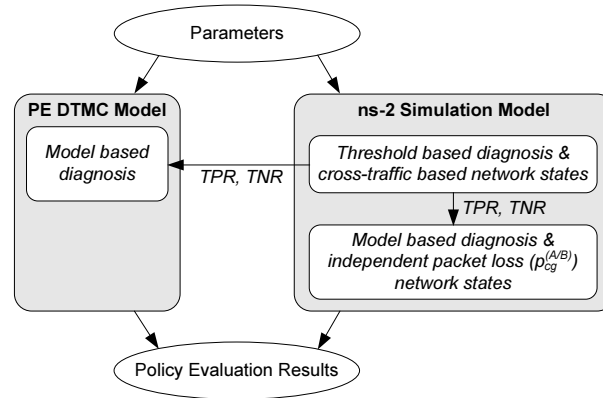 Parameters
PE DTMC Model
ns-2 Simulation Model
Model based
diagnosis
TPR, TNR
Threshold based diagnosis &
cross-traffic based network states
TPR, TNR
Model based diagnosis &
independent packet loss (p_cg^(A/B))
network states
Policy Evaluation Results